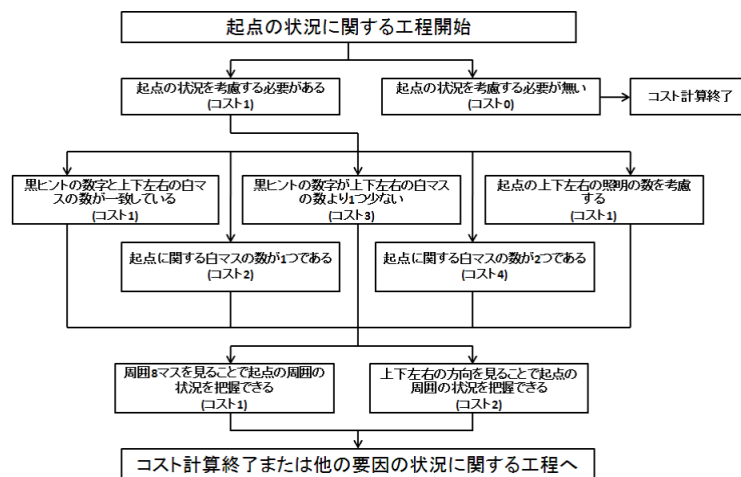 起点の状況に関する工程開始
起点の状況を考慮する必要がある
(コスト1)
起点の状況を考慮する必要が無い
(コスト0)
コスト計算終了
黒ヒントの数字と上下左右の白マ
スの数が一致している
(コスト1)
黒ヒントの数字が上下左右の白マス
の数より1つ少ない
(コスト3)
起点の上下左右の照明の数を考慮
する
(コスト1)
起点に関する白マスの数が1つである
(コスト2)
起点に関する白マスの数が2つである
(コスト4)
周囲8マスを見ることで起点の周囲の
状況を把握できる
(コスト1)
上下左右の方向を見ることで起点の
周囲の状況を把握できる
(コスト2)
コスト計算終了または他の要因の状況に関する工程へ